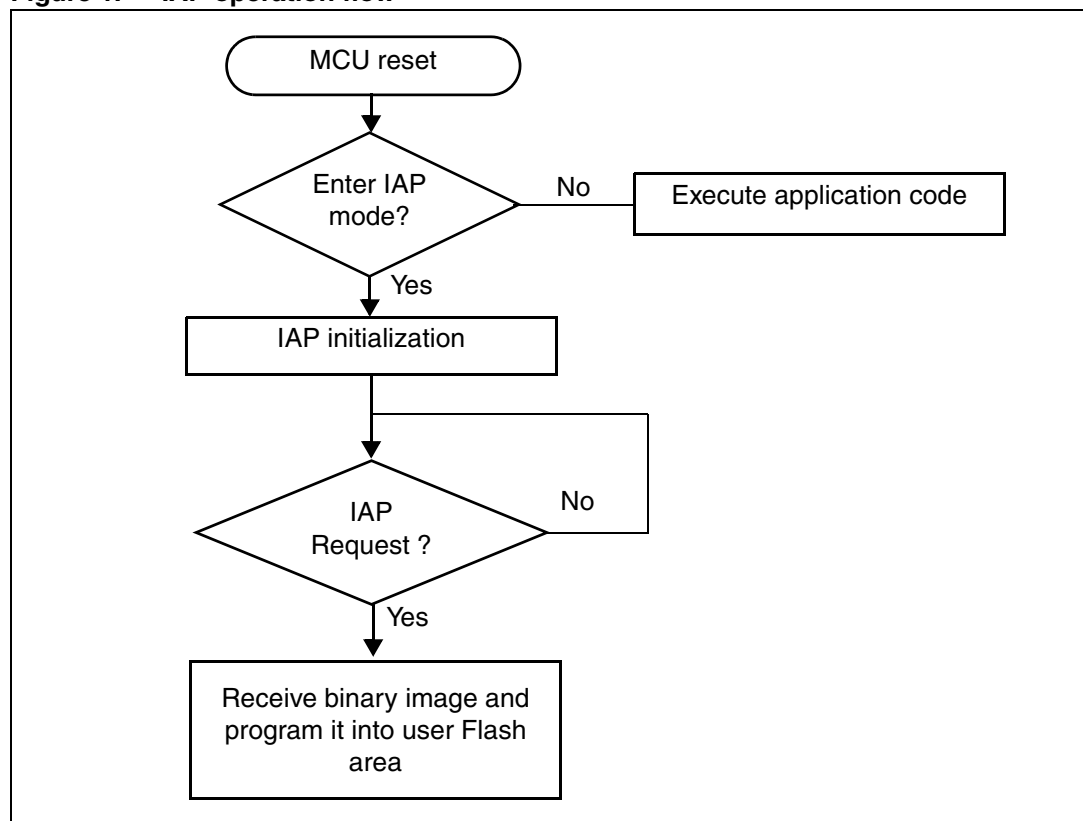 MCU reset
Enter IAP
mode?
No
Execute application code
Yes
IAP initialization
IAP
Request ?
No
Yes
Receive binary image and
program it into user Flash
area